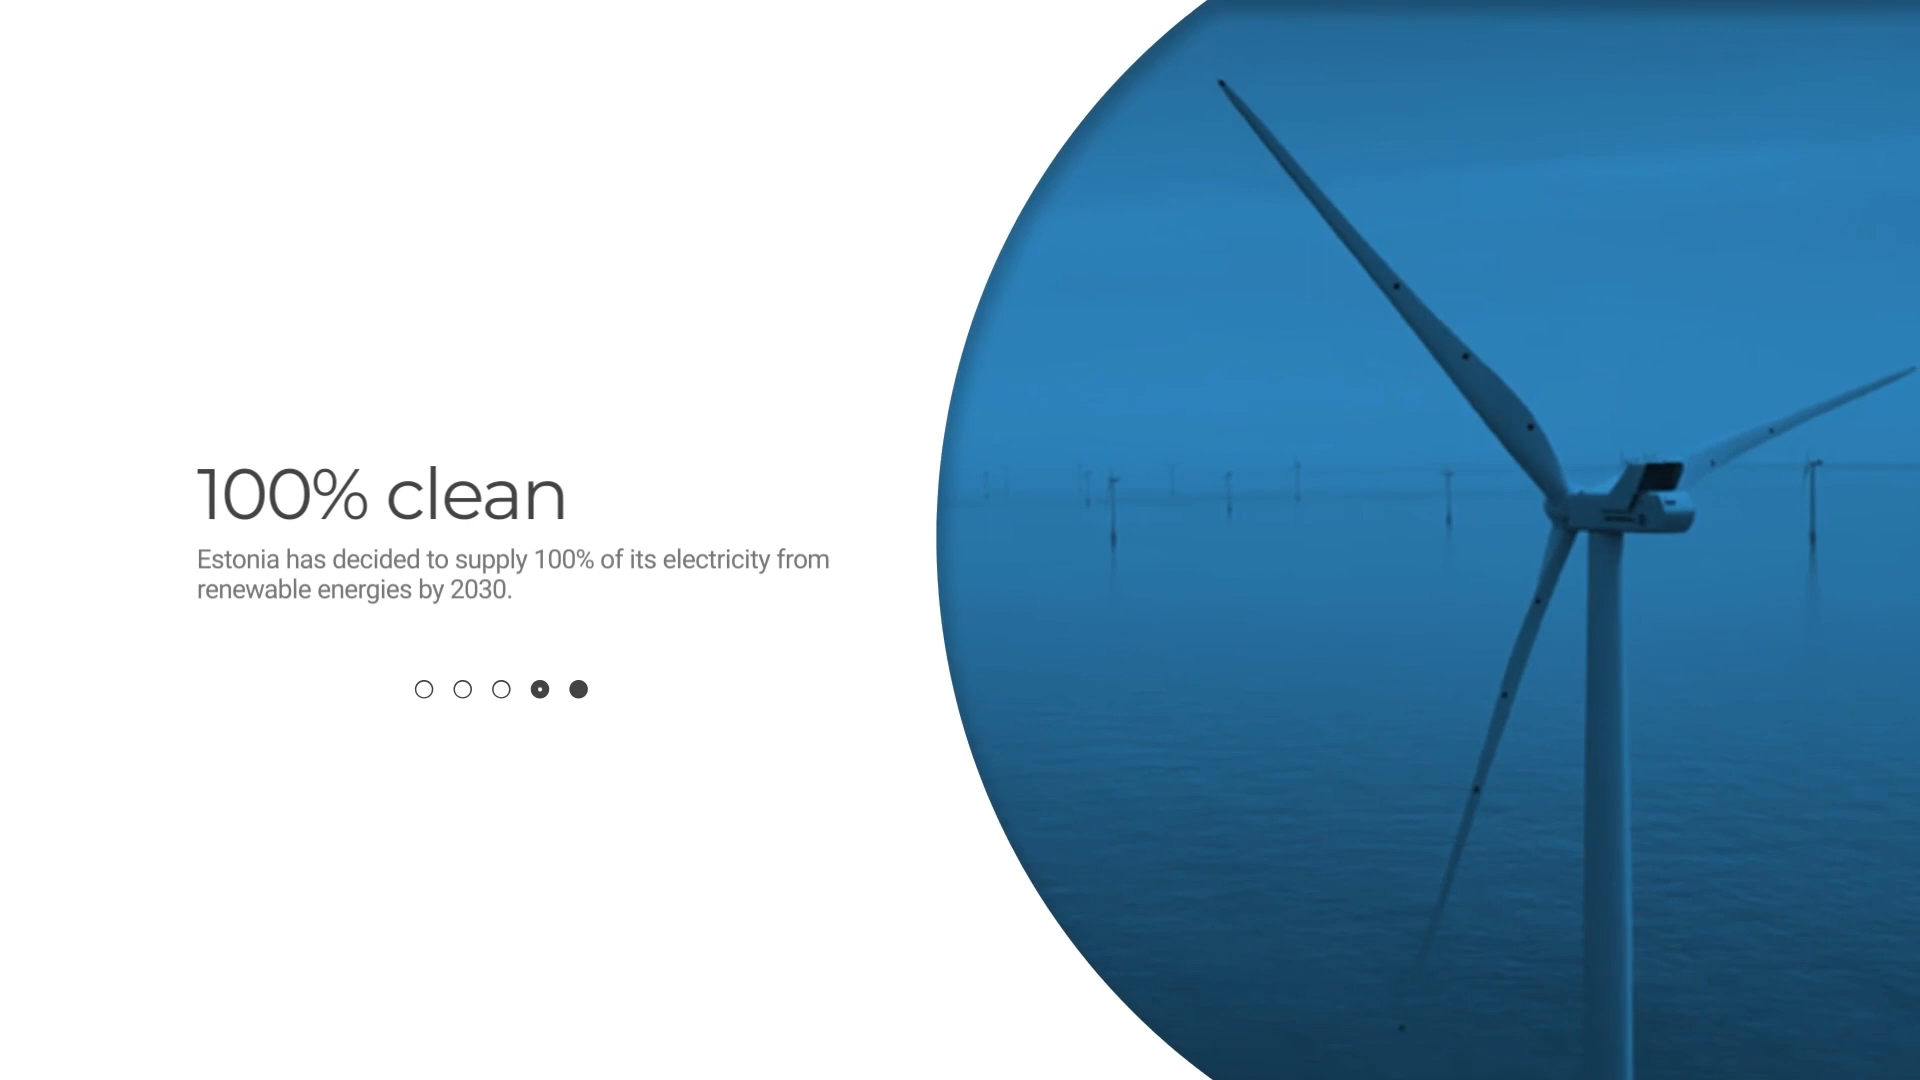 100% clean
Estonia has decided to supply 100% of its electricity from
renewable energies by 2030.